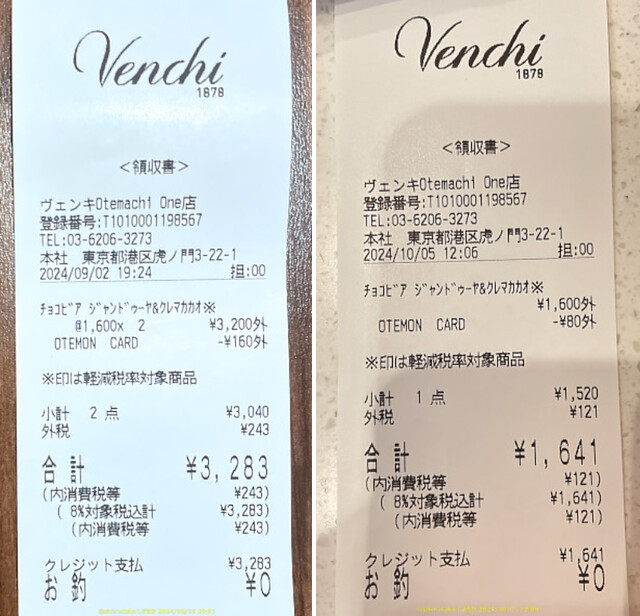 Venchi
1878
<領収書>
ヴェンキOtemachi One店
登録番号:T1010001198567
TEL:03-6206-3273
本社 東京都港区虎ノ門3-22-1
2024/09/02 19:24 担:00
ﾁｮｺﾋﾞｱ ｼﾞｬﾝﾄﾞｩｰﾔ&ｸﾚﾏｶｶｵ※
@1,600x 2 ¥3,200外
OTEMON CARD -¥160外
※印は軽減税率対象商品
小計 2 点 ¥3,040
外税 ¥243
合 計 ¥3,283
(内消費税等 ¥243)
( 8%対象税込計 ¥3,283)
(内消費税等 ¥243)
クレジット支払 ¥3,283
お 釣 ¥0
Venchi
1878
<領収書>
ヴェンキOtemachi One店
登録番号:T1010001198567
TEL:03-6206-3273
本社 東京都港区虎ノ門3-22-1
2024/10/05 12:06 担:00
ﾁｮｺﾋﾞｱ ｼﾞｬﾝﾄﾞｩｰﾔ&ｸﾚﾏｶｶｵ※
¥1,600外
OTEMON CARD -¥80外
※印は軽減税率対象商品
小計 1 点 ¥1,520
外税 ¥121
合 計 ¥1,641
(内消費税等 ¥121)
( 8%対象税込計 ¥1,641)
(内消費税等 ¥121)
クレジット支払 ¥1,641
お 釣 ¥0